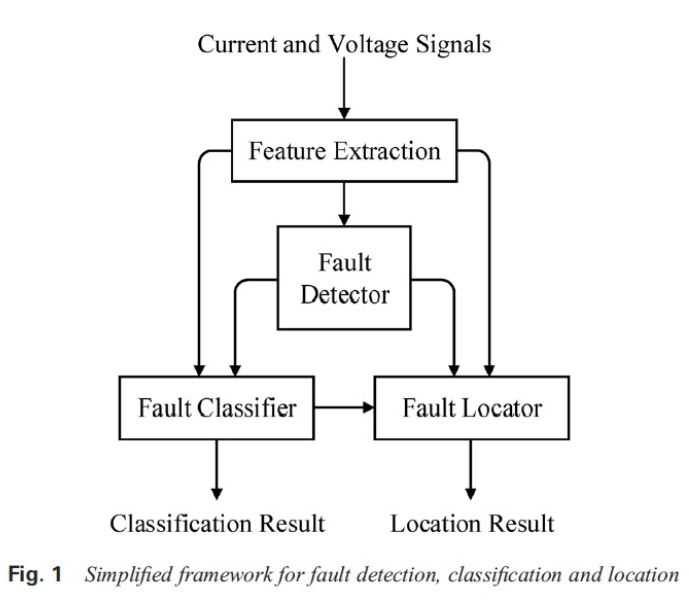 Current and Voltage Signals
Feature Extraction
Fault
Detector
Fault Classifier
Fault Locator
Classification Result
Location Result
Fig. 1 Simplified framework for fault detection, classification and location